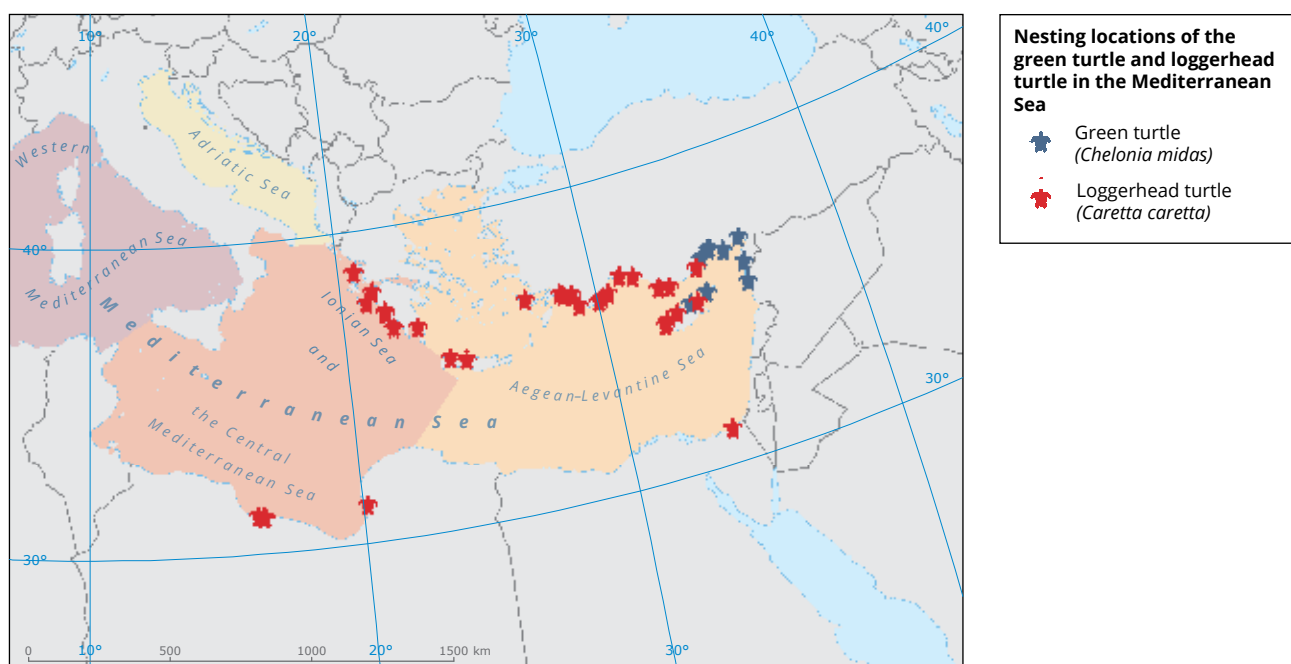 10°
20°
30°
40°
40°
Western
Mediterranean Sea
Adriatic Sea
40°
Ionian Sea
and
the Central
Mediterranean Sea
Mediterranean Sea
Aegean–Levantine Sea
30°
30°
0
10°
500
1000
20°
1500 km
30°
Nesting locations of the
green turtle and loggerhead
turtle in the Mediterranean
Sea
Green turtle
(Chelonia midas)
Loggerhead turtle
(Caretta caretta)